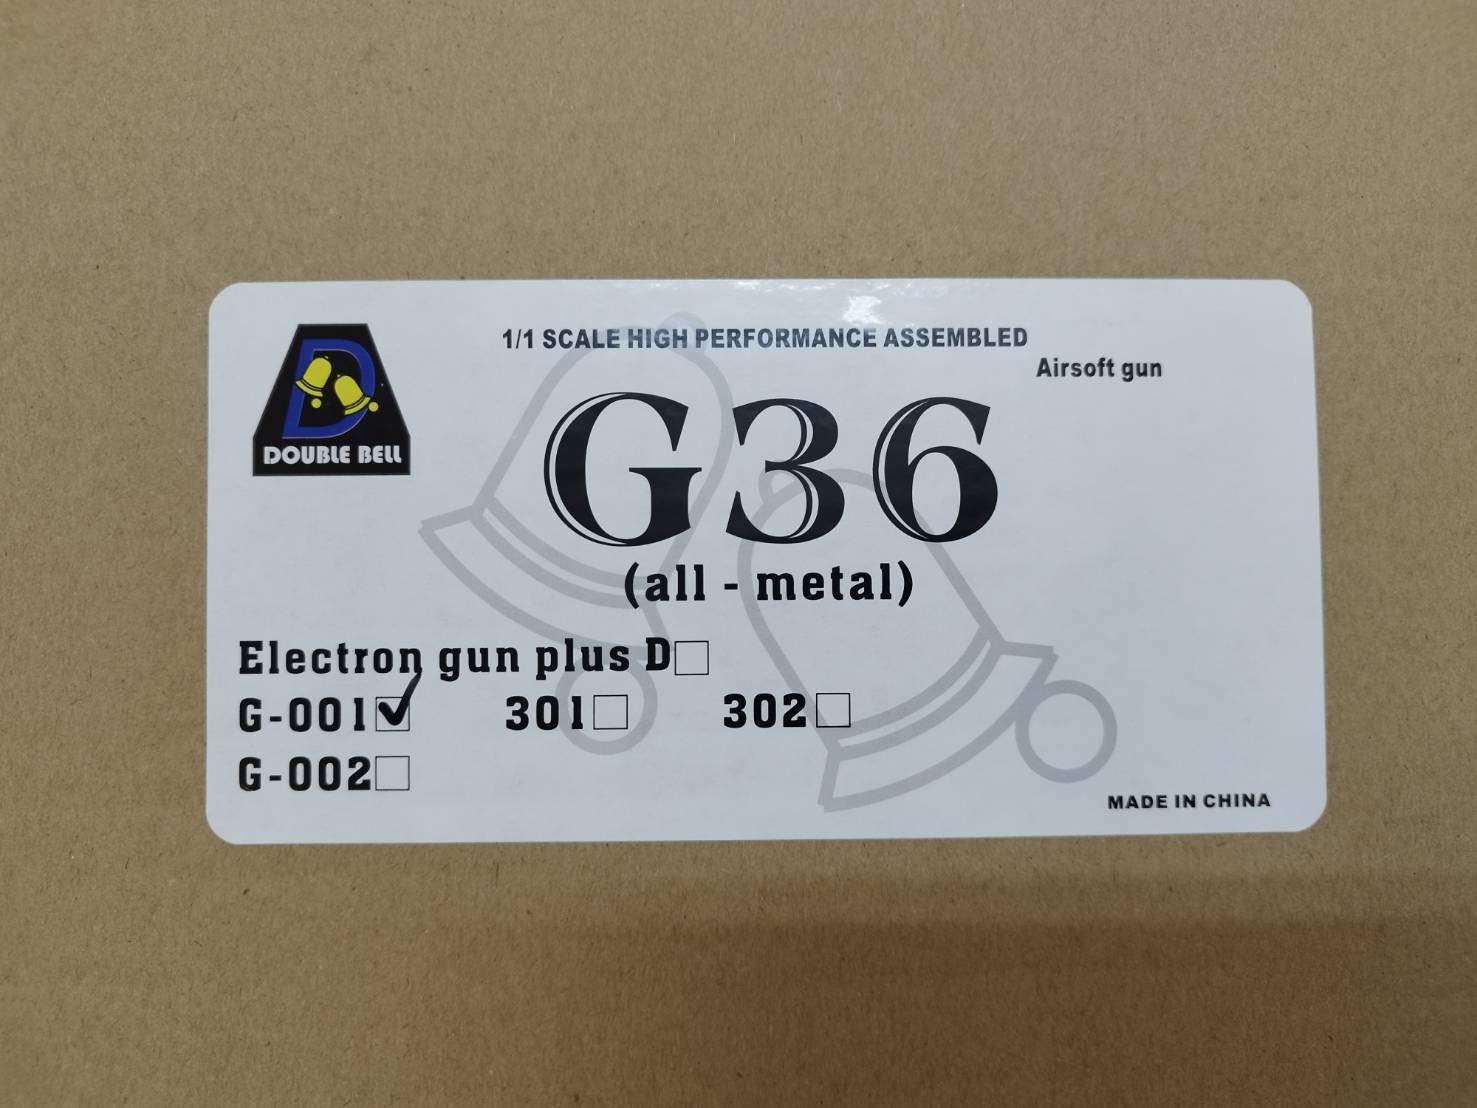 DOUBLE BELL
1/1 SCALE HIGH PERFORMANCE ASSEMBLED
Airsoft gun
G36
(all - metal)
Electron gun plus D
G-001 301 302
G-002
MADE IN CHINA